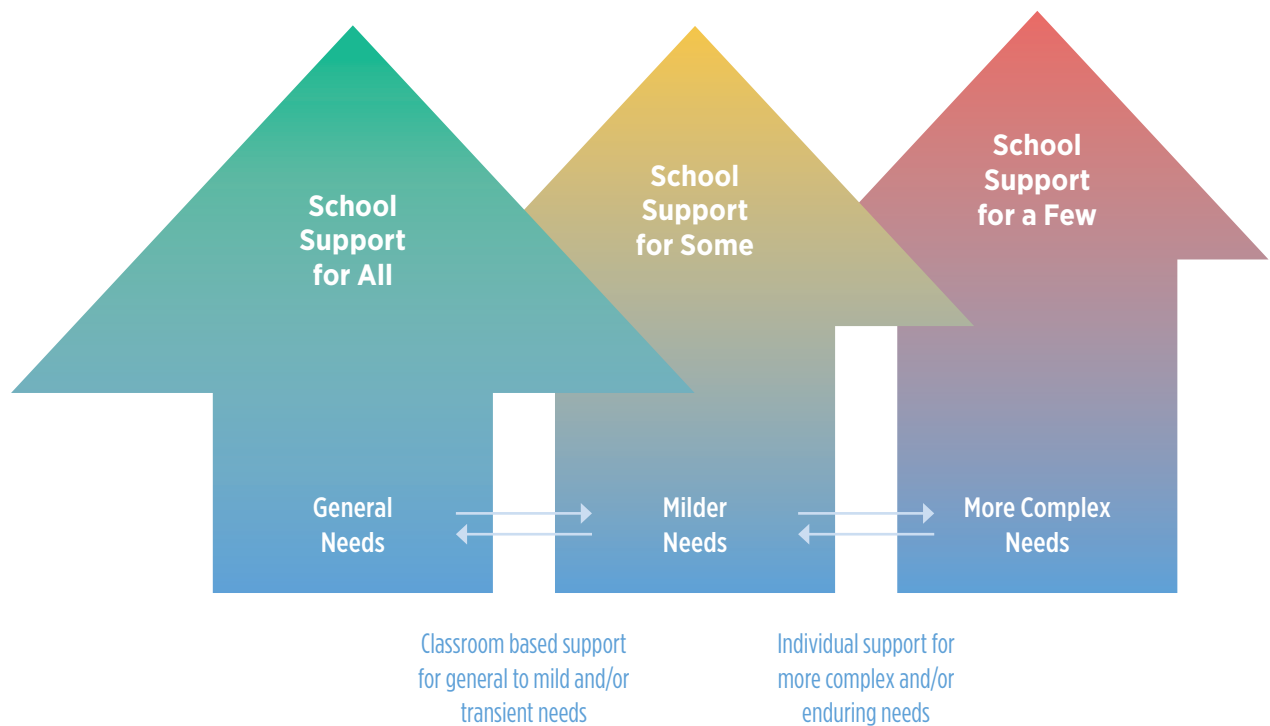 School
Support
for All
School
Support
for Some
School
Support
for a Few
General
Needs
Milder
Needs
More Complex
Needs
Classroom based support
for general to mild and/or
transient needs
Individual support for
more complex and/or
enduring needs